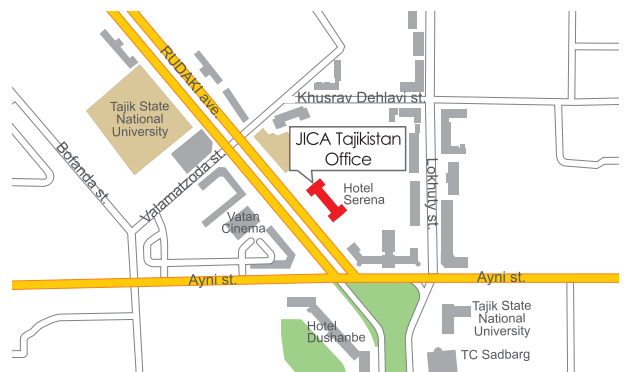 RUDAKI ave.
Tajik State
National
University
Khusrav Dehlavi st.
JICA Tajikistan
Office
Bofanda st.
Valamatzoda st.
Lokhuty st.
Hotel
Serena
Vatan
Cinema
Ayni st.
Ayni st.
Hotel
Dushanbe
Tajik State
National
University
TC Sadbarg